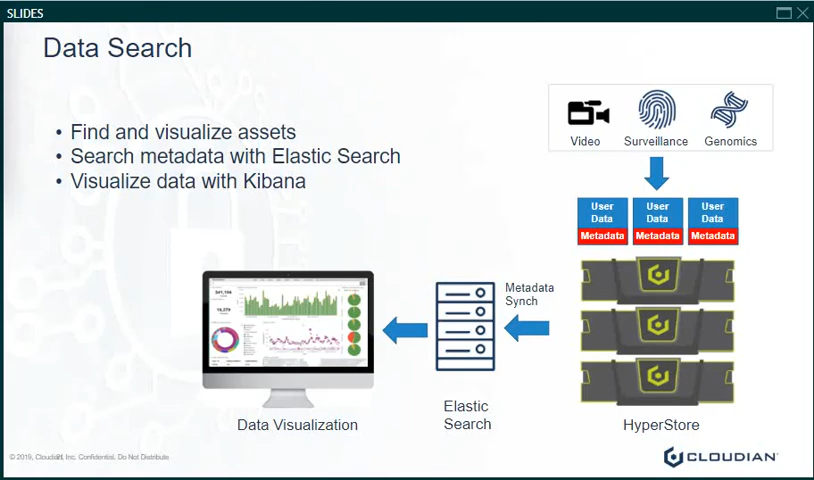 SLIDES
Data Search
• Find and visualize assets
• Search metadata with Elastic Search
• Visualize data with Kibana
Video
Surveillance
Genomics
User
Data
Metadata
User
Data
Metadata
User
Data
Metadata
Metadata
Synch
Data Visualization
Elastic
Search
HyperStore
© 2019, Cloudian, Inc. Confidential. Do Not Distribute
CLOUDIAN